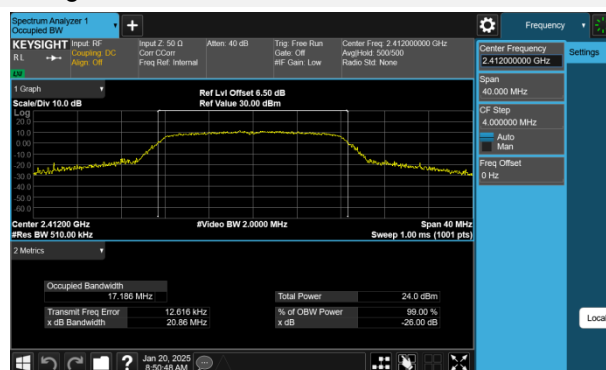 Spectrum Analyzer 1
Occupied BW
Frequency
KEYSIGHT Input: RF Input Z: 50 Ω Atten: 40 dB Trig: Free Run Center Freq: 2.412000000 GHz
R L Coupling: DC Corr CCorr Gate: Off Avg|Hold: 500/500
Align: Off Freq Ref: Internal #IF Gain: Low Radio Std: None
Center Frequency
2.412000000 GHz
Settings
Span
40.000 MHz
CF Step
4.000000 MHz
Auto
Man
Freq Offset
0 Hz
1 Graph
Ref Lvl Offset 6.50 dB
Scale/Div 10.0 dB Ref Value 30.00 dBm
Log
20.0
10.0
0.00
-10.0
-20.0
-30.0
-40.0
-50.0
-60.0
Center 2.41200 GHz #Video BW 2.0000 MHz Span 40 MHz
#Res BW 510.00 kHz Sweep 1.00 ms (1001 pts)
2 Metrics
Occupied Bandwidth
17.186 MHz Total Power 24.0 dBm
Transmit Freq Error 12.616 kHz % of OBW Power 99.00 %
x dB Bandwidth 20.86 MHz x dB -26.00 dB
Local
?
Jan 20, 2025
8:50:48 AM